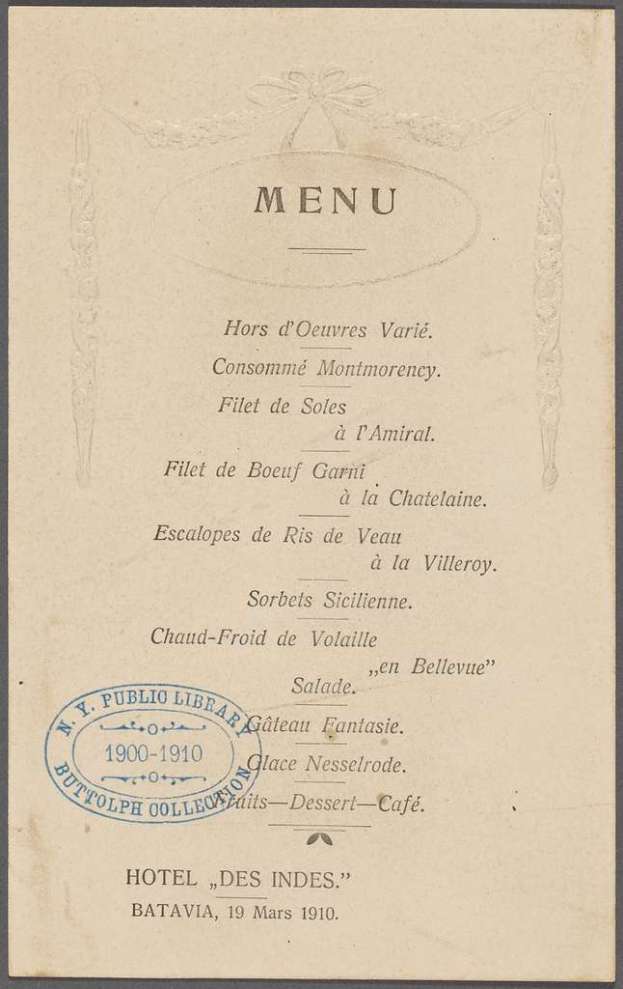 MENU
Hors d'Oeuvres Varié.
Consommé Montmorency.
Filet de Soles
à l'Amiral.
Filet de Boeuf Garni
à la Chatelaine.
Escalopes de Ris de Veau
à la Villeroy.
Sorbets Sicilienne.
Chaud-Froid de Volaille
„en Bellevue”
Salade.
Gâteau Fantasie.
Glace Nesselrode.
Fruits—Dessert—Café.
N. Y. PUBLIC LIBRARY
1900-1910
BUTTOLPH COLLECTION
HOTEL „DES INDES.”
BATAVIA, 19 Mars 1910.